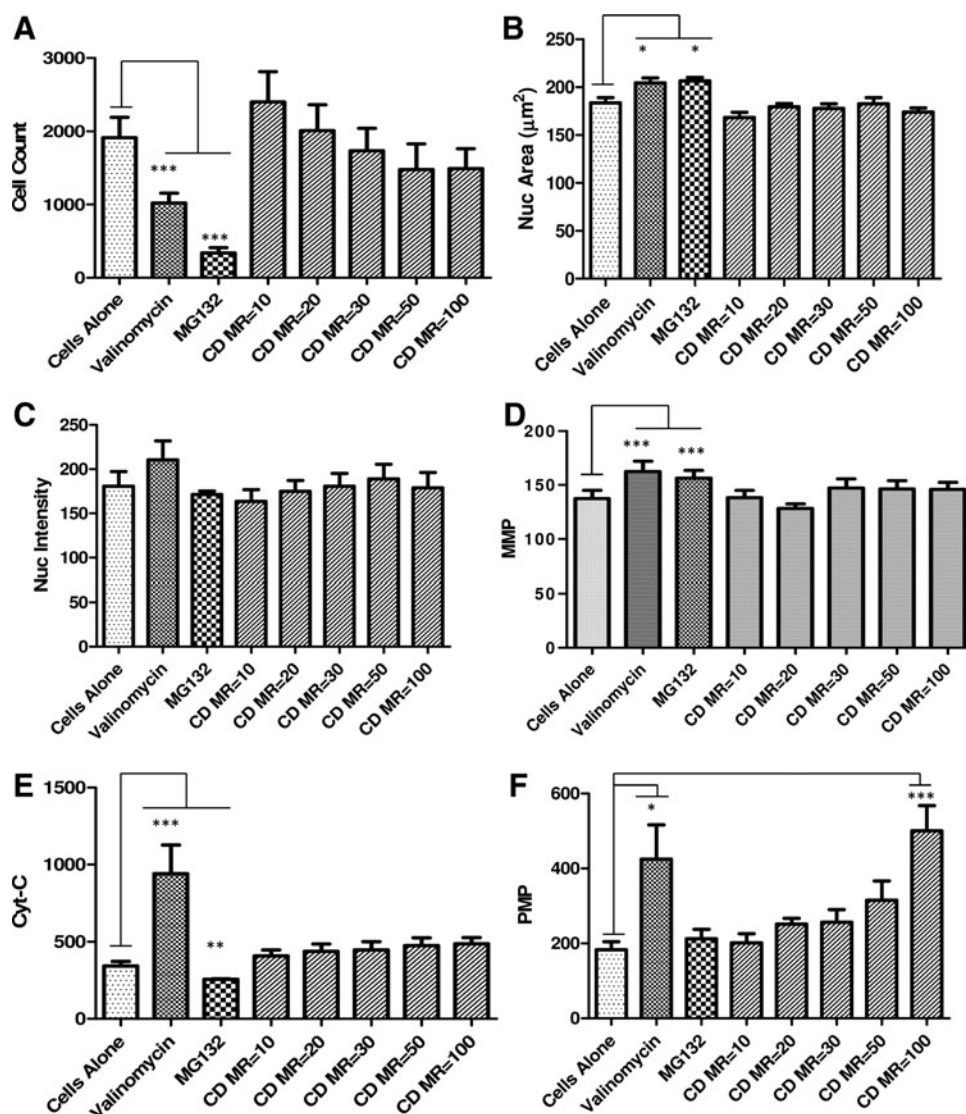 A
Cell Count
3000
2000
1000
0
***
***
Cells Alone
Valinomycin
MG132
CD MR=10
CD MR=20
CD MR=30
CD MR=50
CD MR=100
B
Nuc Area (μm²)
250
200
150
100
50
0
*
*
Cells Alone
Valinomycin
MG132
CD MR=10
CD MR=20
CD MR=30
CD MR=50
CD MR=100
C
Nuc Intensity
250
200
150
100
50
0
Cells Alone
Valinomycin
MG132
CD MR=10
CD MR=20
CD MR=30
CD MR=50
CD MR=100
D
MMP
200
150
100
50
0
***
***
Cells Alone
Valinomycin
MG132
CD MR=10
CD MR=20
CD MR=30
CD MR=50
CD MR=100
E
Cyt-C
1500
1000
500
0
***
**
Cells Alone
Valinomycin
MG132
CD MR=10
CD MR=20
CD MR=30
CD MR=50
CD MR=100
F
PMP
600
400
200
0
*
***
Cells Alone
Valinomycin
MG132
CD MR=10
CD MR=20
CD MR=30
CD MR=50
CD MR=100